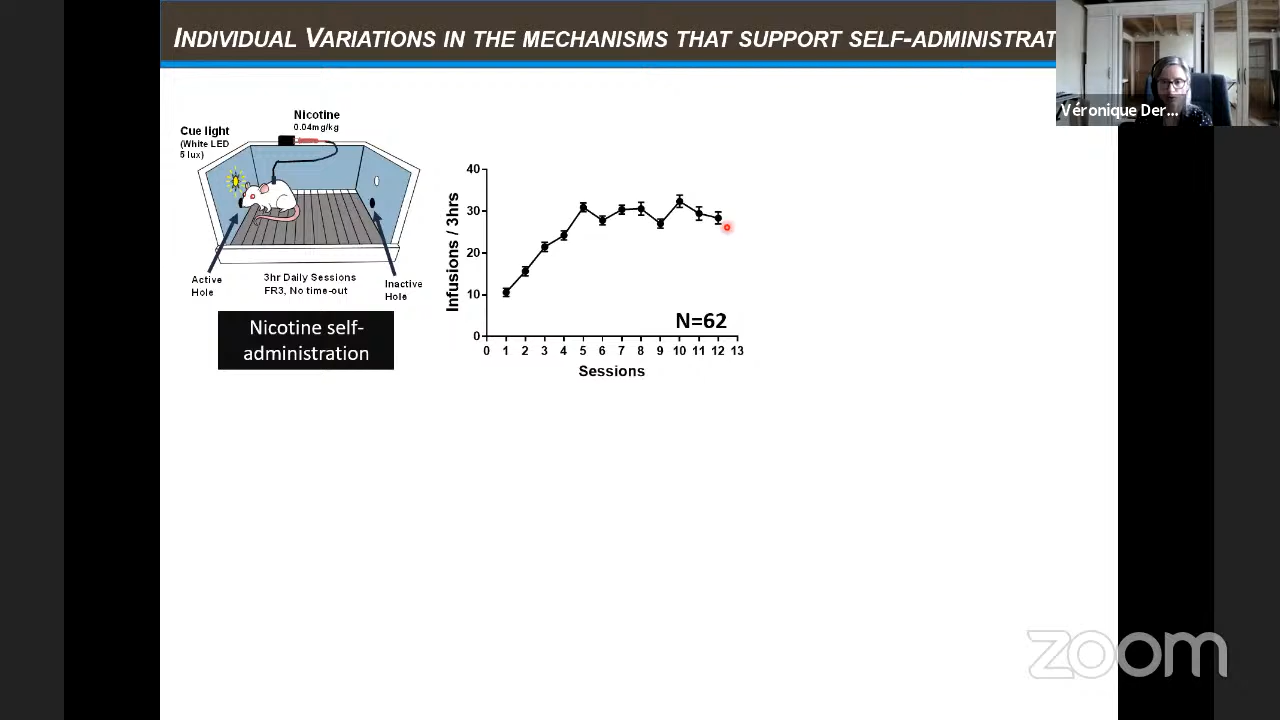 INDIVIDUAL VARIATIONS IN THE MECHANISMS THAT SUPPORT SELF-ADMINISTRAT
Véronique Der...
Nicotine
0.04mg/kg
Cue light
(White LED
5 lux)
Active
Hole
3hr Daily Sessions
FR3, No time-out
Inactive
Hole
Nicotine self-
administration
Infusions / 3hrs
40
30
20
10
0
N=62
0 1 2 3 4 5 6 7 8 9 10 11 12 13
Sessions
zoom